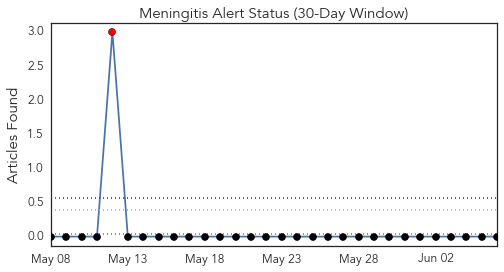 Meningitis Alert Status (30-Day Window)
Articles Found
3.0
2.5
2.0
1.5
1.0
0.5
0.0
May 08
May 13
May 18
May 23
May 28
Jun 02